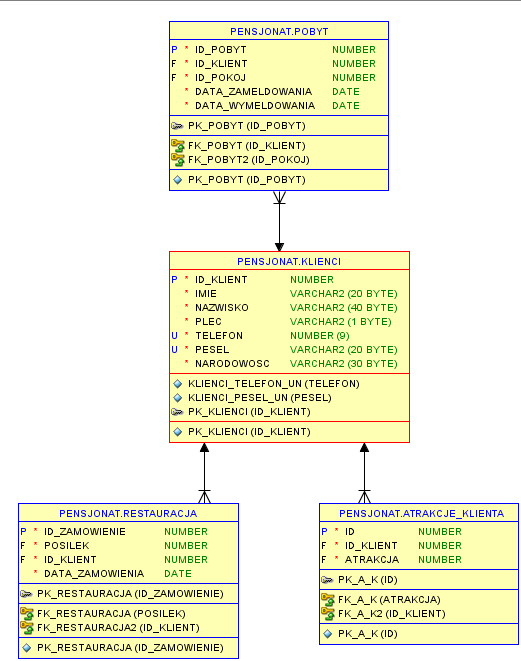 PENSJONAT.POBYT
P * ID_POBYT NUMBER
F * ID_KLIENT NUMBER
F * ID_POKOJ NUMBER
* DATA_ZAMELDOWANIA DATE
* DATA_WYMELDOWANIA DATE
PK_POBYT (ID_POBYT)
FK_POBYT (ID_KLIENT)
FK_POBYT2 (ID_POKOJ)
PK_POBYT (ID_POBYT)
PENSJONAT.KLIENCI
P * ID_KLIENT NUMBER
* IMIE VARCHAR2 (20 BYTE)
* NAZWISKO VARCHAR2 (40 BYTE)
* PLEC VARCHAR2 (1 BYTE)
U * TELEFON NUMBER (9)
U * PESEL VARCHAR2 (20 BYTE)
* NARODOWOSC VARCHAR2 (30 BYTE)
KLIENCI_TELEFON_UN (TELEFON)
KLIENCI_PESEL_UN (PESEL)
PK_KLIENCI (ID_KLIENT)
PK_KLIENCI (ID_KLIENT)
PENSJONAT.RESTAURACJA
P * ID_ZAMOWIENIE NUMBER
F * POSILEK NUMBER
F * ID_KLIENT NUMBER
* DATA_ZAMOWIENIA DATE
PK_RESTAURACJA (ID_ZAMOWIENIE)
FK_RESTAURACJA (POSILEK)
FK_RESTAURACJA2 (ID_KLIENT)
PK_RESTAURACJA (ID_ZAMOWIENIE)
PENSJONAT.ATRAKCJE_KLIENTA
P * ID NUMBER
F * ID_KLIENT NUMBER
F * ATRAKCJA NUMBER
PK_A_K (ID)
FK_A_K (ATRAKCJA)
FK_A_K2 (ID_KLIENT)
PK_A_K (ID)